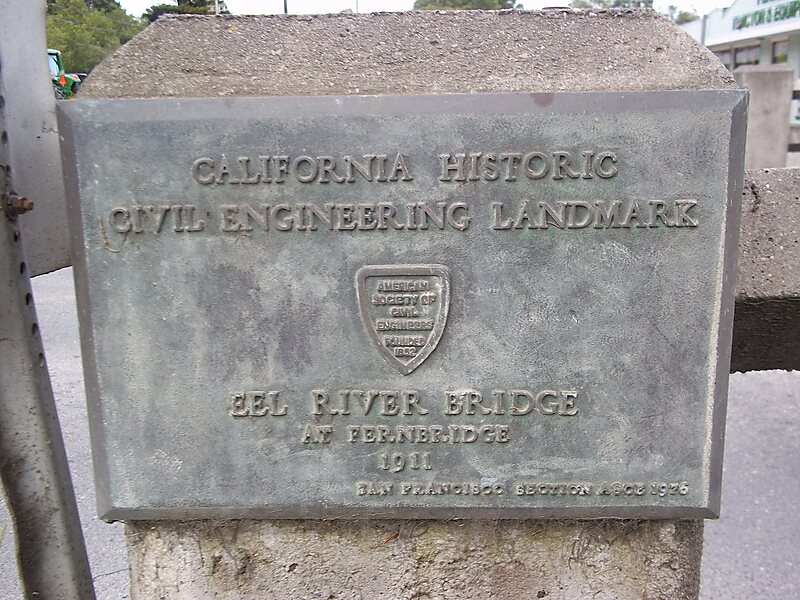 CALIFORNIA HISTORIC
CIVIL ENGINEERING LANDMARK
AMERICAN
SOCIETY OF
CIVIL
ENGINEERS
FOUNDED
1852
EEL RIVER BRIDGE
AT FERNBRIDGE
1911
SAN FRANCISCO SECTION ASCE 1976